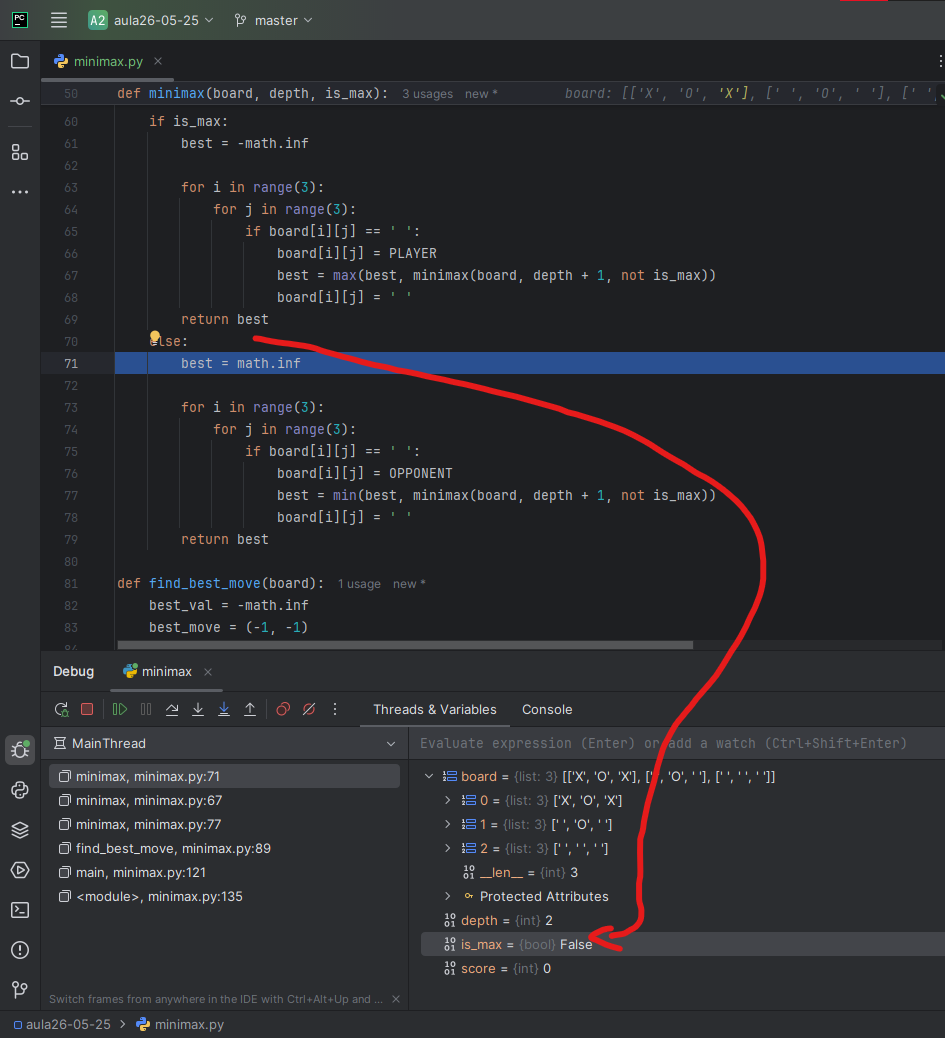 PC
A2 aula26-05-25 master
minimax.py
50 def minimax(board, depth, is_max): 3 usages new * board: [['X', 'O', 'X'], [' ', 'O', ' '], [' ',
60 if is_max:
61 best = -math.inf
62
63 for i in range(3):
64 for j in range(3):
65 if board[i][j] == ' ':
66 board[i][j] = PLAYER
67 best = max(best, minimax(board, depth + 1, not is_max))
68 board[i][j] = ' '
69 return best
70 else:
71 best = math.inf
72
73 for i in range(3):
74 for j in range(3):
75 if board[i][j] == ' ':
76 board[i][j] = OPPONENT
77 best = min(best, minimax(board, depth + 1, not is_max))
78 board[i][j] = ' '
79 return best
80
81 def find_best_move(board): 1 usage new *
82 best_val = -math.inf
83 best_move = (-1, -1)
84
Debug minimax
Threads & Variables Console
MainThread
minimax, minimax.py:71
minimax, minimax.py:67
minimax, minimax.py:77
find_best_move, minimax.py:89
main, minimax.py:121
<module>, minimax.py:135
Switch frames from anywhere in the IDE with Ctrl+Alt+Up and ...
Evaluate expression (Enter) or add a watch (Ctrl+Shift+Enter)
board = {list: 3} [['X', 'O', 'X'], [' ', 'O', ' '], [' ', ' ', ' ']]
0 = {list: 3} ['X', 'O', 'X']
1 = {list: 3} [' ', 'O', ' ']
2 = {list: 3} [' ', ' ', ' ']
__len__ = {int} 3
Protected Attributes
depth = {int} 2
is_max = {bool} False
score = {int} 0
aula26-05-25 minimax.py